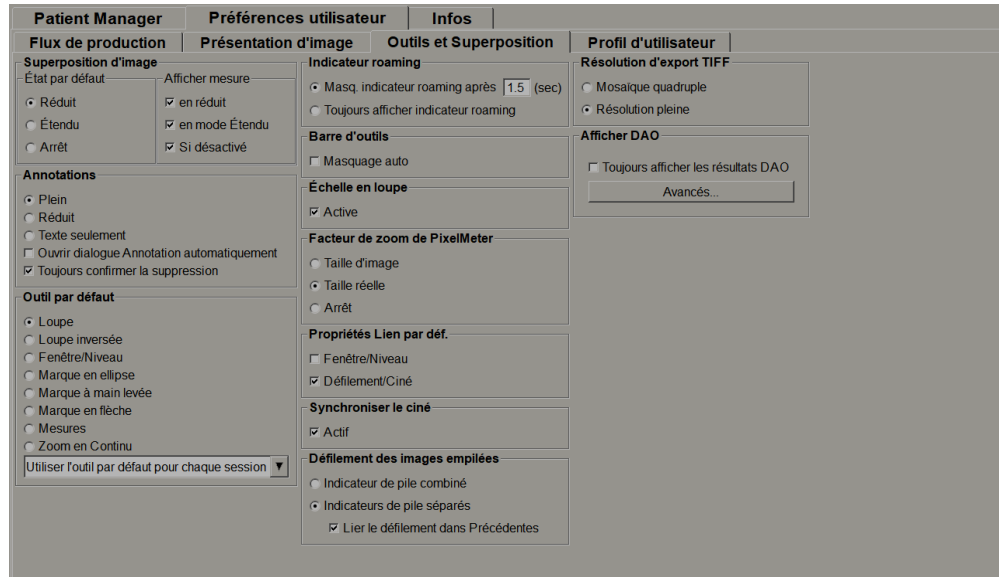 Patient Manager
Préférences utilisateur
Infos
Flux de production
Présentation d'image
Outils et Superposition
Profil d'utilisateur
Superposition d'image
État par défaut
Réduit
Étendu
Arrêt
Afficher mesure
en réduit
en mode Étendu
Si désactivé
Annotations
Plein
Réduit
Texte seulement
Ouvrir dialogue Annotation automatiquement
Toujours confirmer la suppression
Outil par défaut
Loupe
Loupe inversée
Fenêtre/Niveau
Marque en ellipse
Marque à main levée
Marque en flèche
Mesures
Zoom en Continu
Utiliser l'outil par défaut pour chaque session
Indicateur roaming
Masq. indicateur roaming après 1.5 (sec)
Toujours afficher indicateur roaming
Barre d'outils
Masquage auto
Échelle en loupe
Active
Facteur de zoom de PixelMeter
Taille d'image
Taille réelle
Arrêt
Propriétés Lien par déf.
Fenêtre/Niveau
Défilement/Ciné
Synchroniser le ciné
Actif
Défilement des images empilées
Indicateur de pile combiné
Indicateurs de pile séparés
Lier le défilement dans Précédentes
Résolution d'export TIFF
Mosaïque quadruple
Résolution pleine
Afficher DAO
Toujours afficher les résultats DAO
Avancés...